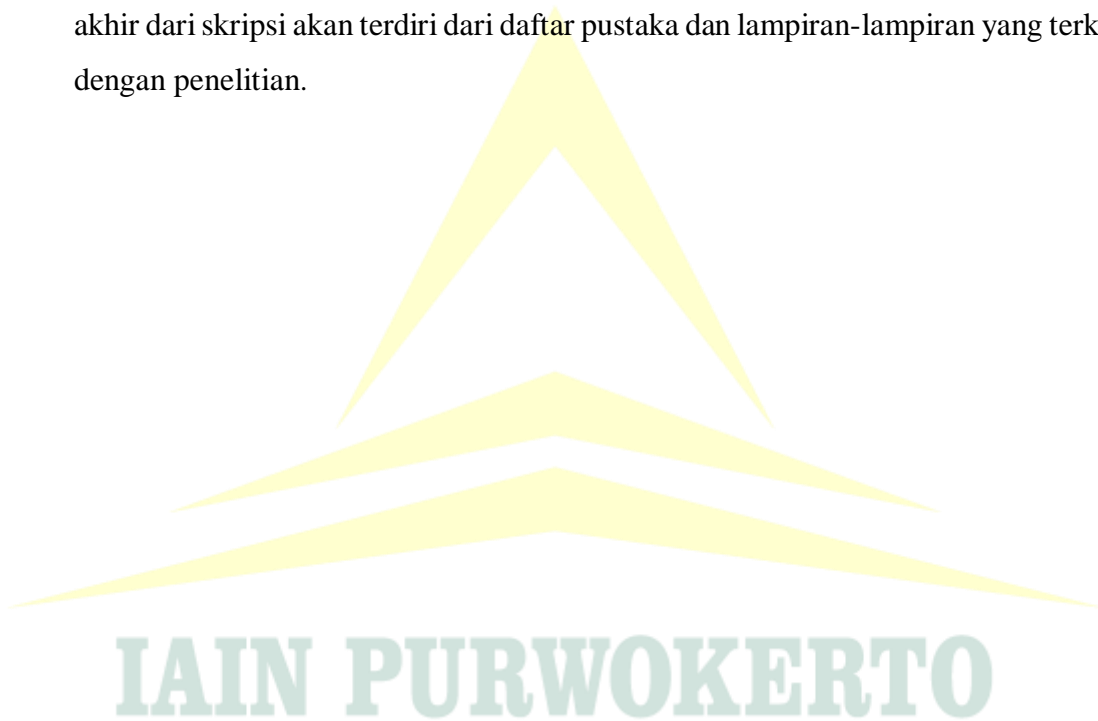 akhir dari skripsi akan terdiri dari daftar pustaka dan lampiran-lampiran yang terk
dengan penelitian.
IAIN PURWOKERTO